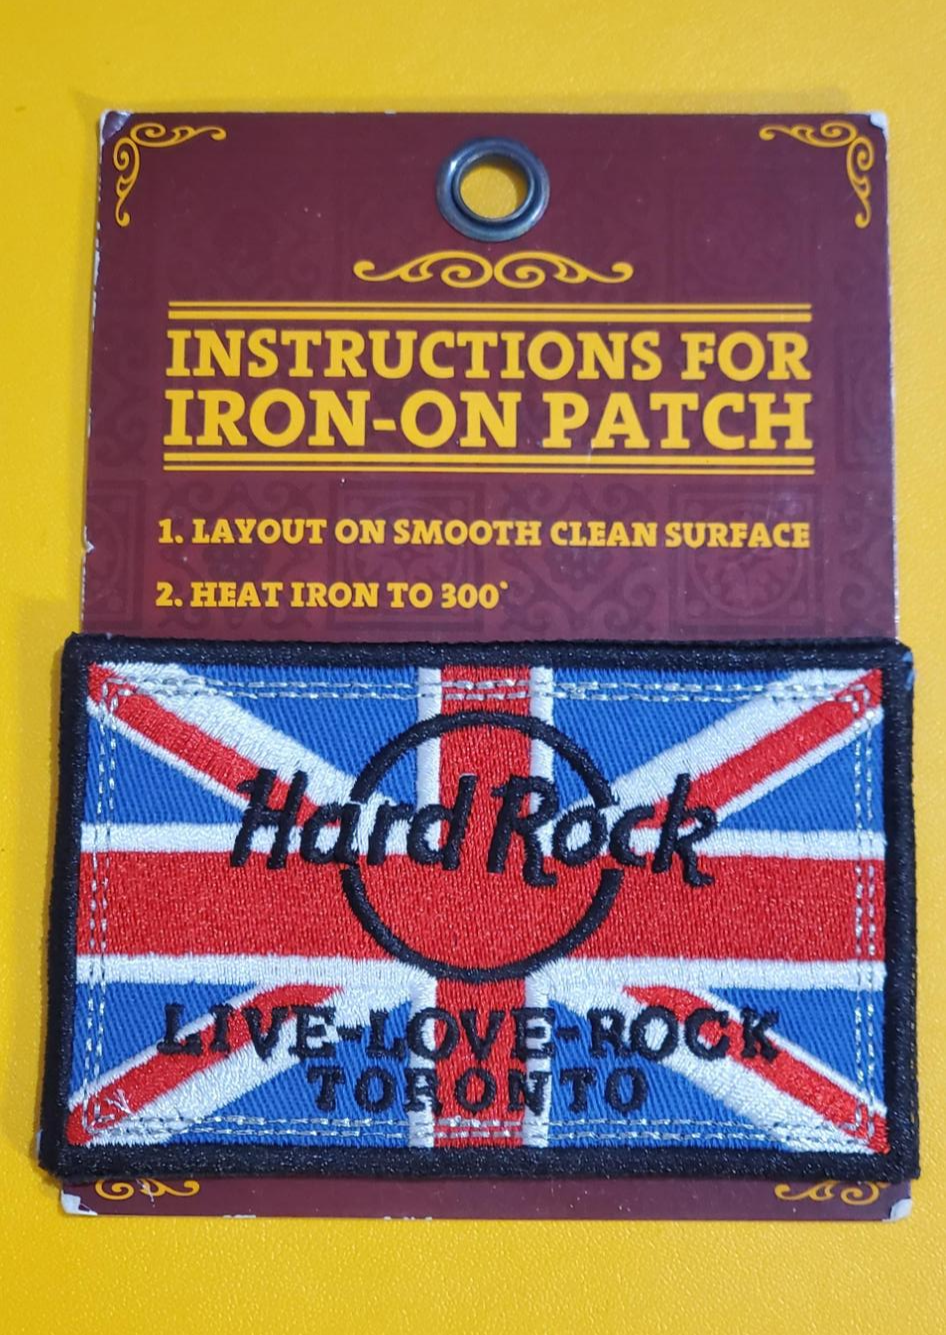 INSTRUCTIONS FOR
IRON-ON PATCH
1. LAYOUT ON SMOOTH CLEAN SURFACE
2. HEAT IRON TO 300°
Hard Rock
LIVE-LOVE-ROCK
TORONTO